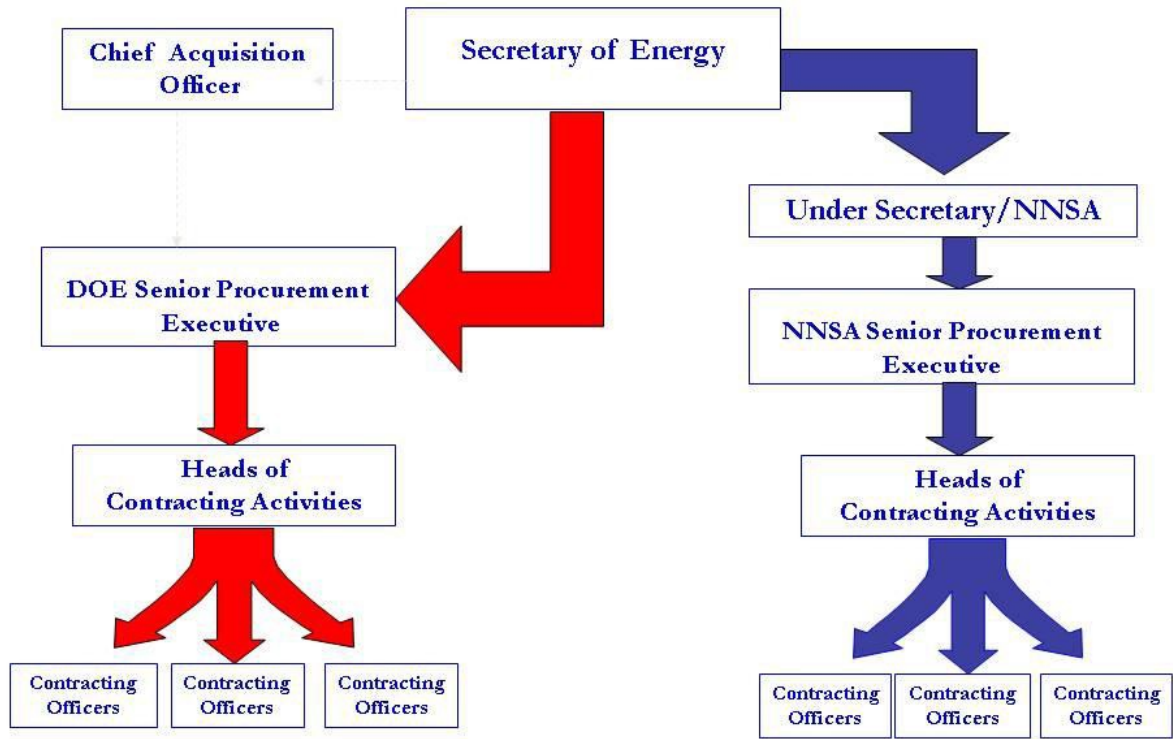 Chief Acquisition
Officer
Secretary of Energy
Under Secretary/NNSA
DOE Senior Procurement
Executive
NNSA Senior Procurement
Executive
Heads of
Contracting Activities
Heads of
Contracting Activities
Contracting
Officers
Contracting
Officers
Contracting
Officers
Contracting
Officers
Contracting
Officers
Contracting
Officers